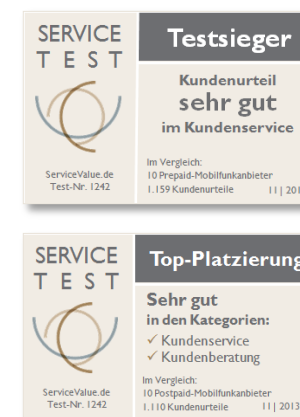 SERVICE
TEST
ServiceValue.de
Test-Nr. 1242
Testsieger
Kundenurteil
sehr gut
im Kundenservice
Im Vergleich:
10 Prepaid-Mobilfunkanbieter
1.159 Kundenurteile 11 | 201
SERVICE
TEST
ServiceValue.de
Test-Nr. 1242
Top-Platzierung
Sehr gut
in den Kategorien:
✓ Kundenservice
✓ Kundenberatung
Im Vergleich:
10 Postpaid-Mobilfunkanbieter
1.110 Kundenurteile 11 | 2013